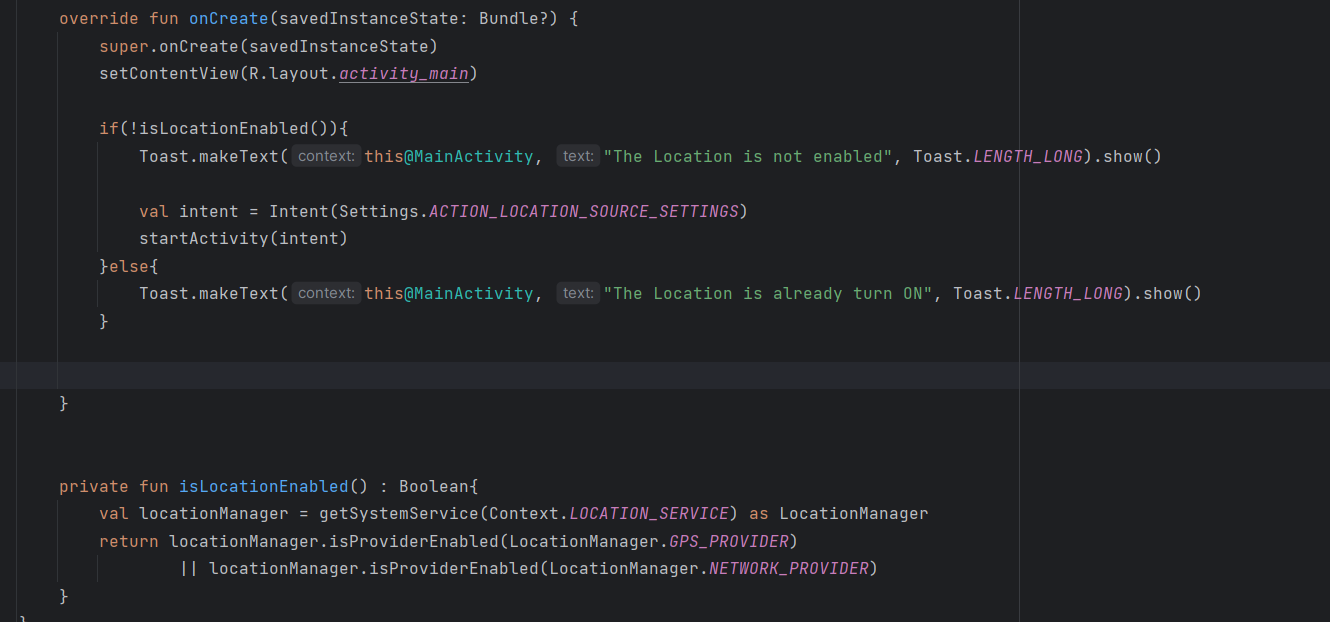 override fun onCreate(savedInstanceState: Bundle?) {
super.onCreate(savedInstanceState)
setContentView(R.layout.activity_main)
if(!isLocationEnabled()){
Toast.makeText( context: this@MainActivity, text: "The Location is not enabled", Toast.LENGTH_LONG).show()
val intent = Intent(Settings.ACTION_LOCATION_SOURCE_SETTINGS)
startActivity(intent)
}else{
Toast.makeText( context: this@MainActivity, text: "The Location is already turn ON", Toast.LENGTH_LONG).show()
}
}
private fun isLocationEnabled() : Boolean{
val locationManager = getSystemService(Context.LOCATION_SERVICE) as LocationManager
return locationManager.isProviderEnabled(LocationManager.GPS_PROVIDER)
|| locationManager.isProviderEnabled(LocationManager.NETWORK_PROVIDER)
}
}